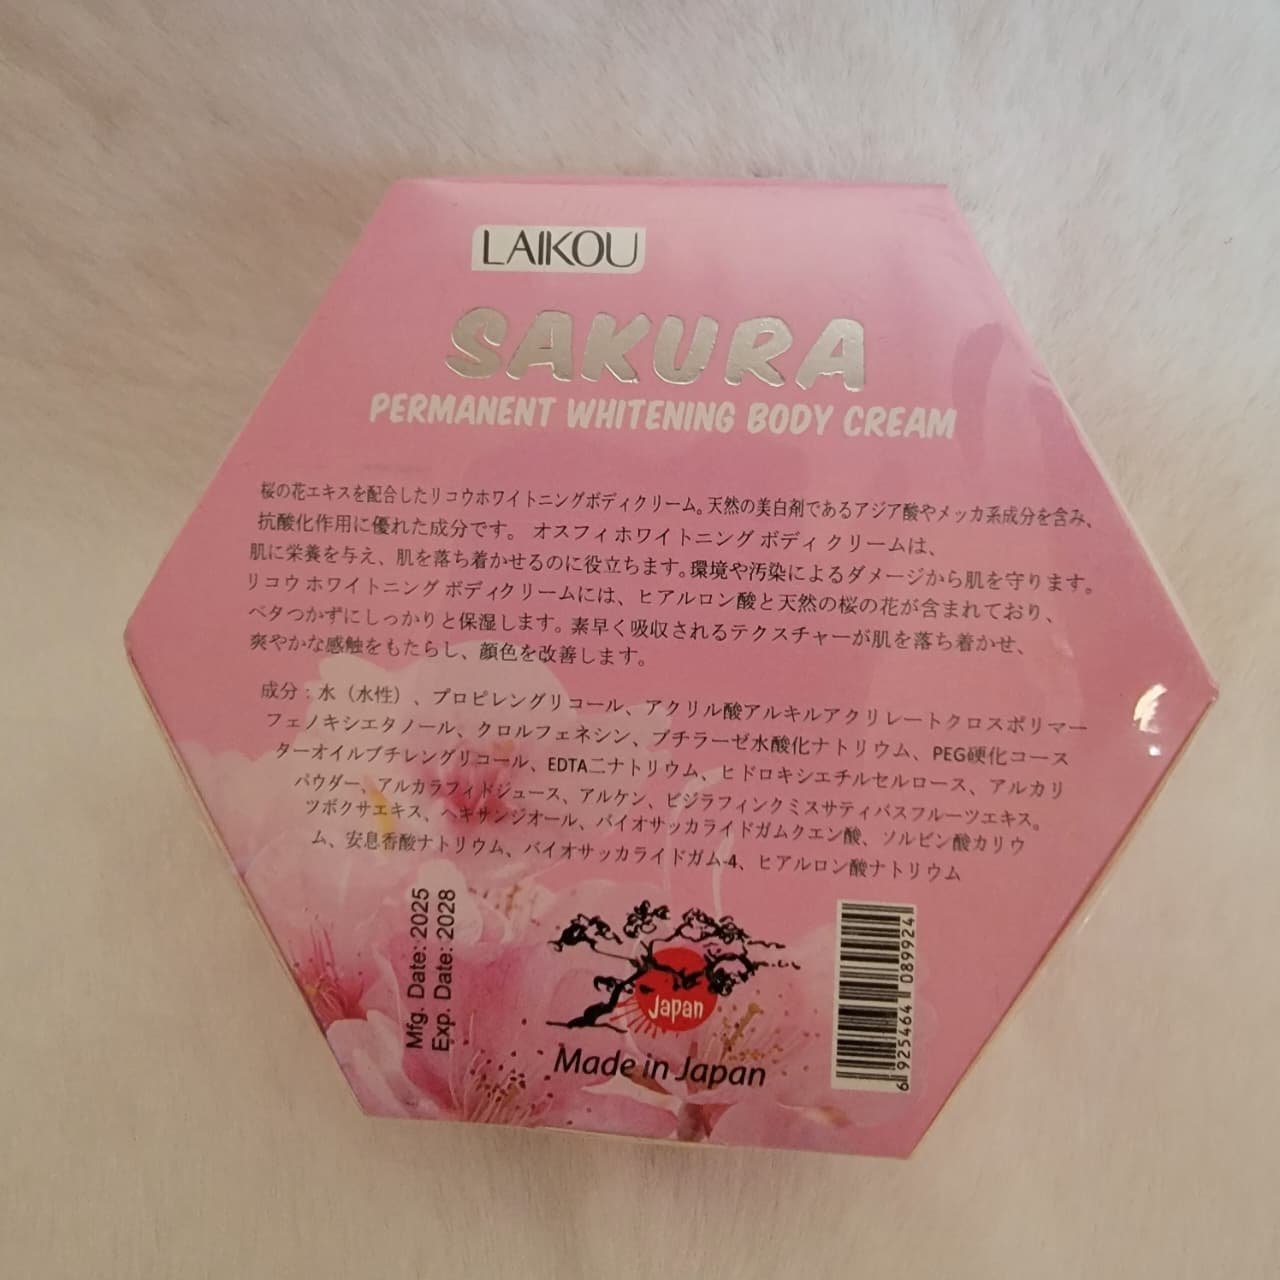 LAIKOU
SAKURA
PERMANENT WHITENING BODY CREAM
桜の花エキスを配合したリコウホワイトニングボディクリーム。天然の美白剤であるアジア酸やメッカ系成分を含み、
抗酸化作用に優れた成分です。 オスフィホワイトニング ボディ クリームは、
肌に栄養を与え、肌を落ち着かせるのに役立ちます。環境や汚染によるダメージから肌を守ります。
リコウ ホワイトニング ボディクリームには、ヒアルロン酸と天然の桜の花が含まれており、
ベタつかずにしっかりと保湿します。素早く吸収されるテクスチャーが肌を落ち着かせ、
爽やかな感触をもたらし、顔色を改善します。
成分：水（水性）、プロピレングリコール、アクリル酸アルキルアクリレートクロスポリマー
フェノキシエタノール、クロルフェネシン、ブチラーゼ水酸化ナトリウム、PEG硬化コース
ターオイルブチレングリコール、EDTA二ナトリウム、ヒドロキシエチルセルロース、アルカリ
パウダー、アルカラフィドジュース、アルケン、ビジラフィンクミスサティバスフルーツエキス。
ツボクサエキス、ヘキサンジオール、バイオサッカライドガムクエン酸、ソルビン酸カリウ
ム、安息香酸ナトリウム、バイオサッカライドガム-4、ヒアルロン酸ナトリウム
Mfg. Date: 2025
Exp. Date: 2028
Japan
Made in Japan
6 925464 089924